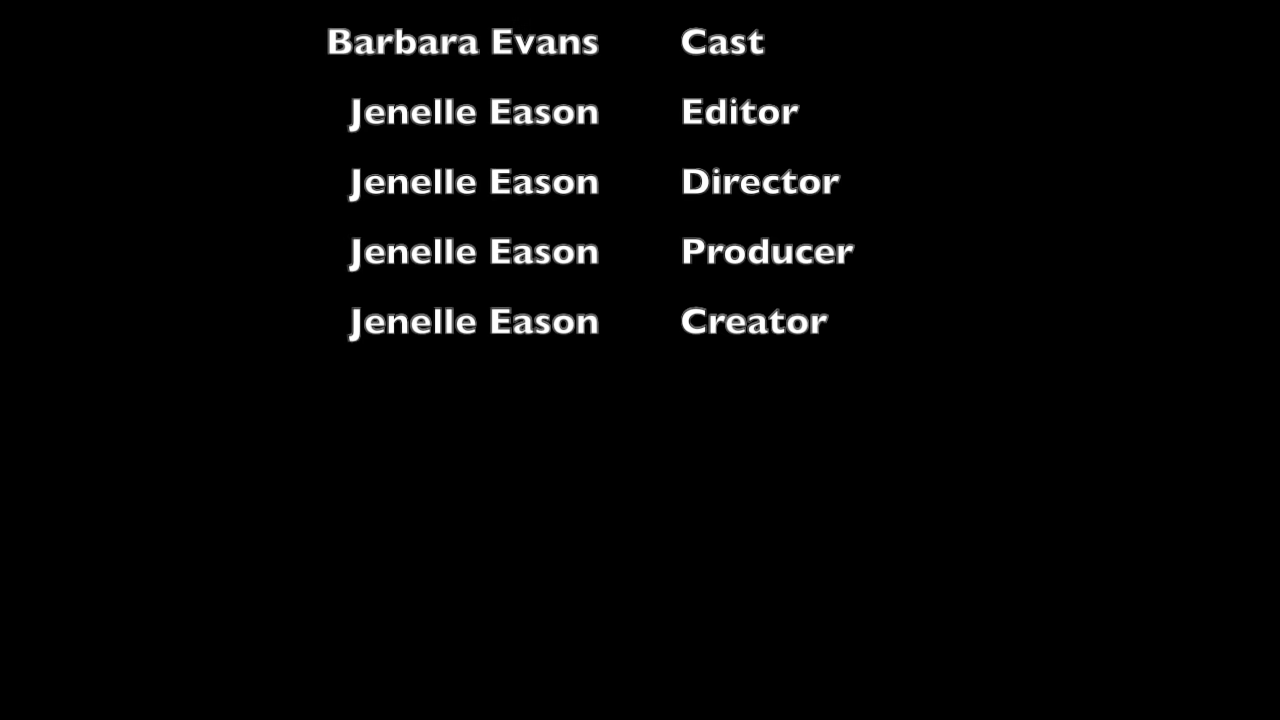 Barbara Evans Cast
Jenelle Eason Editor
Jenelle Eason Director
Jenelle Eason Producer
Jenelle Eason Creator